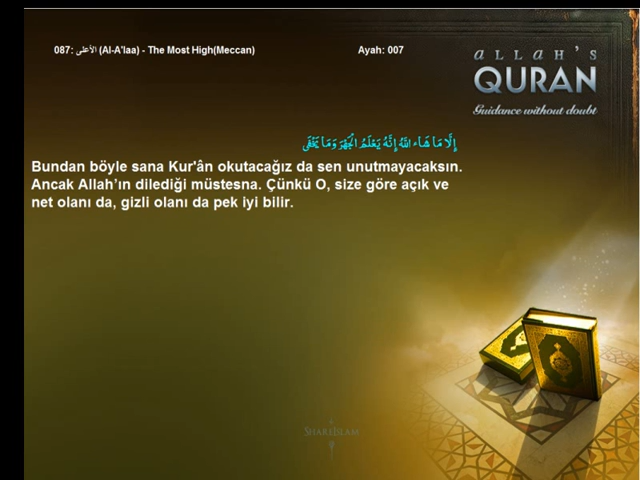 087: الأعلى (Al-A'laa) - The Most High(Meccan) Ayah: 007
ALLAH'S
QURAN
Guidance without doubt
إِلَّا مَا شَاءَ اللَّهُ إِنَّهُ يَعْلَمُ الْجَهْرَ وَمَا يَخْفَى
Bundan böyle sana Kur'ân okutacağız da sen unutmayacaksın.
Ancak Allah’ın dilediği müstesna. Çünkü O, size göre açık ve
net olanı da, gizli olanı da pek iyi bilir.
SHAREISLAM